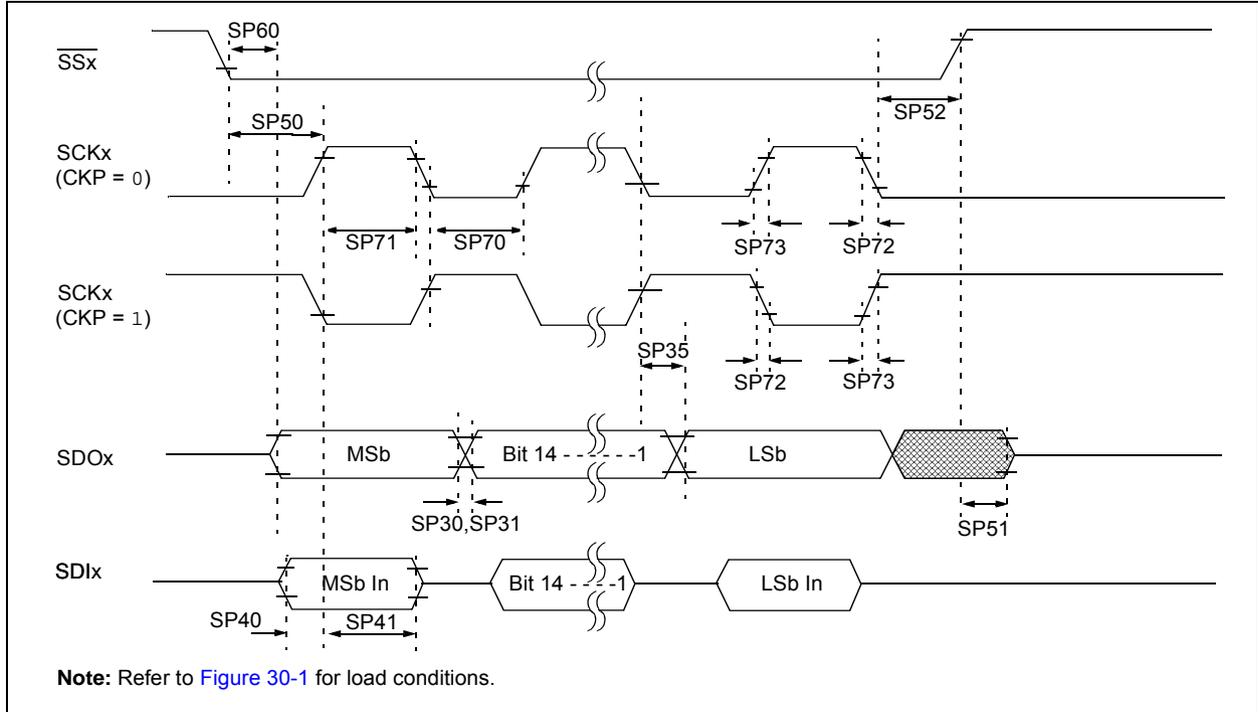 SP60
SSx
SP52
SP50
SCKx
(CKP = 0)
SP71
SP70
SP73
SP72
SCKx
(CKP = 1)
SP35
SP72
SP73
SDOx
MSb
Bit 14 - - - - - -1
LSb
SP30,SP31
SP51
SDIx
MSb In
Bit 14 - - - -1
LSb In
SP40
SP41
Note: Refer to Figure 30-1 for load conditions.